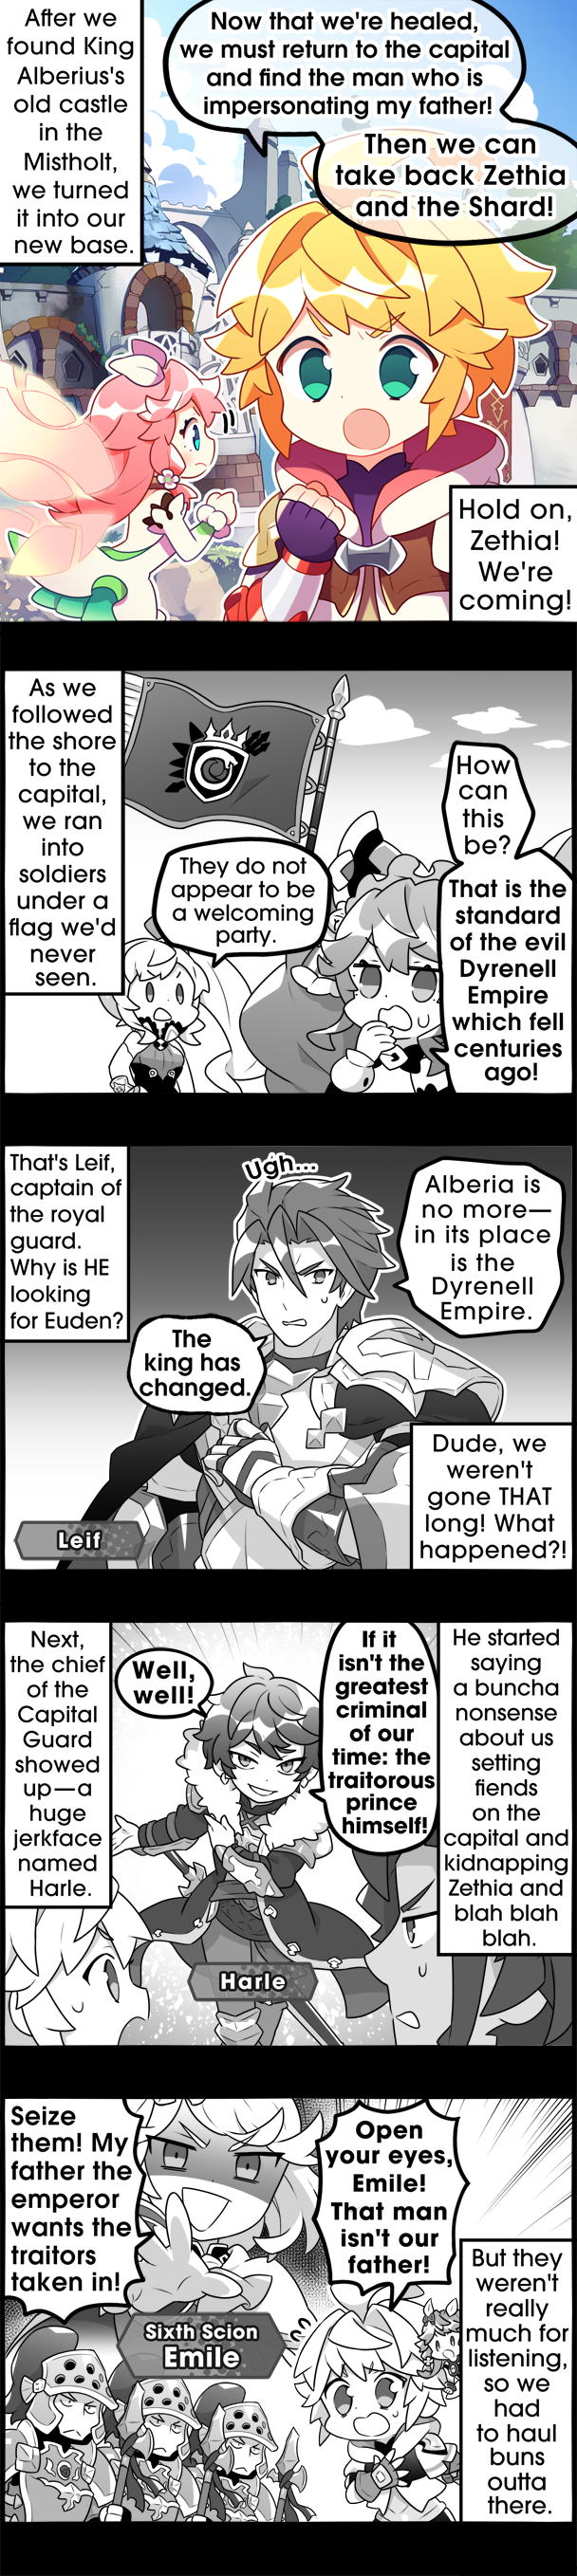 After we
found King
Alberius's
old castle
in the
Mistholt,
we turned
it into our
new base.
Now that we're healed,
we must return to the capital
and find the man who is
impersonating my father!
Then we can
take back Zethia
and the Shard!
Hold on,
Zethia!
We're
coming!
As we
followed
the shore
to the
capital,
we ran
into
soldiers
under a
flag we'd
never
seen.
They do not
appear to be
a welcoming
party.
How
can
this
be?
That is the
standard
of the evil
Dyrenell
Empire
which fell
centuries
ago!
That's Leif,
captain of
the royal
guard.
Why is HE
looking
for Euden?
Ugh...
Alberia is
no more—
in its place
is the
Dyrenell
Empire.
The
king has
changed.
Leif
Dude, we
weren't
gone THAT
long! What
happened?!
Next,
the chief
of the
Capital
Guard
showed
up—a
huge
jerkface
named
Harle.
Well,
well!
If it
isn't the
greatest
criminal
of our
time: the
traitorous
prince
himself!
He started
saying
a buncha
nonsense
about us
setting
fiends
on the
capital and
kidnapping
Zethia and
blah blah
blah.
Harle
Seize
them! My
father the
emperor
wants the
traitors
taken in!
Open
your eyes,
Emile!
That man
isn't our
father!
Sixth Scion
Emile
But they
weren't
really
much for
listening,
so we
had
to haul
buns
outta
there.